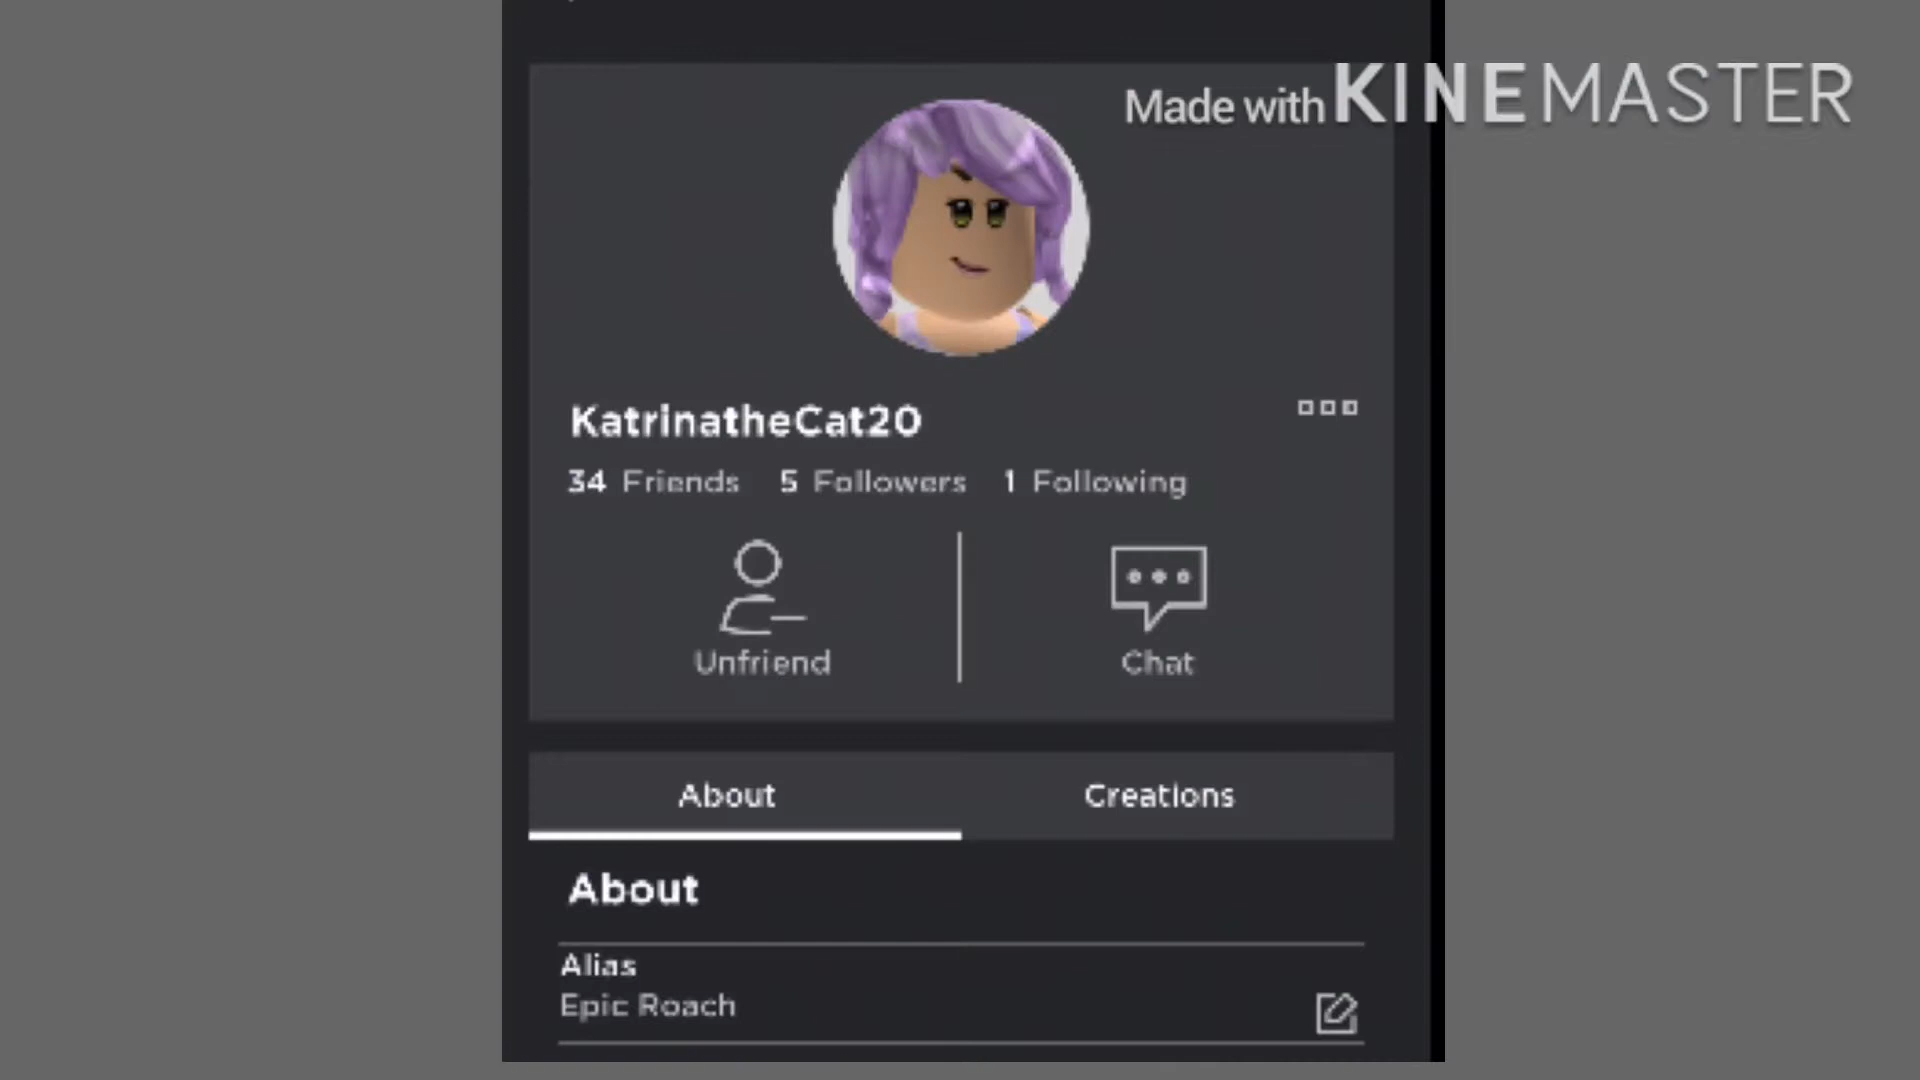 Made with KINEMASTER
KatrinatheCat20
34 Friends 5 Followers 1 Following
Unfriend Chat
About Creations
About
Alias
Epic Roach